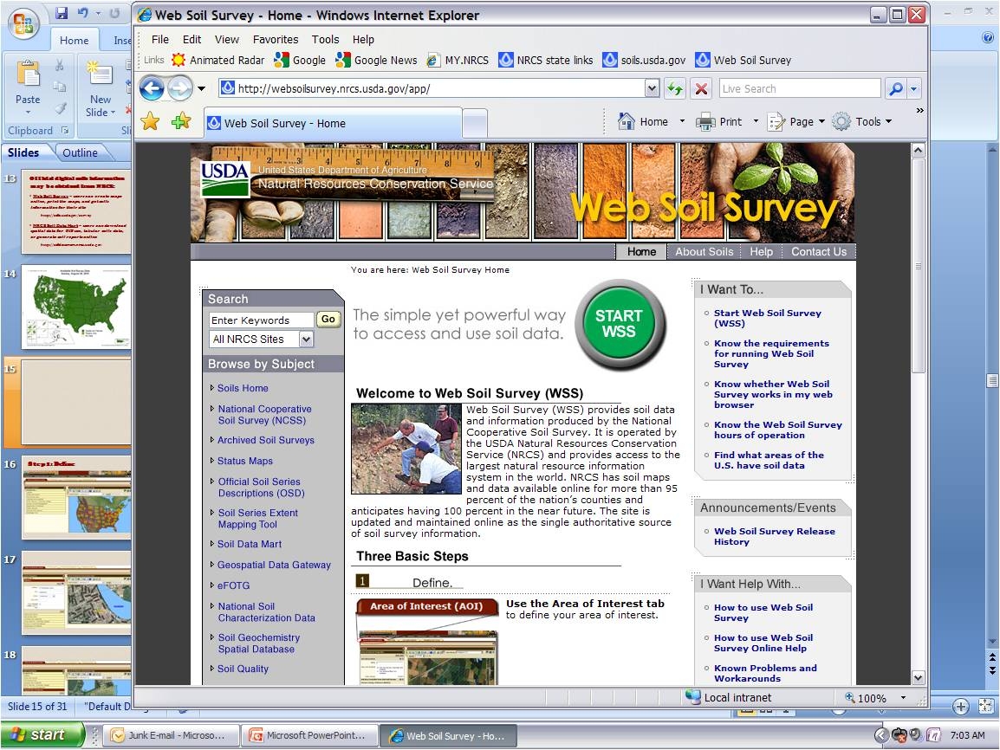 Web Soil Survey - Home - Windows Internet Explorer
File Edit View Favorites Tools Help
Links Animated Radar Google Google News MY.NRCS NRCS state links soils.usda.gov Web Soil Survey
http://websoilsurvey.nrcs.usda.gov/app/
Live Search
Web Soil Survey - Home
Home Print Page Tools
Home
Inse
Paste
New
Slide
Clipboard
Sli
Slides Outline
13
14
15
16
Step 1: Define
17
18
USDA
United States Department of Agriculture
Natural Resources Conservation Service
Web Soil Survey
Home About Soils Help Contact Us
You are here: Web Soil Survey Home
Search
Enter Keywords
Go
All NRCS Sites
Browse by Subject
Soils Home
National Cooperative
Soil Survey (NCSS)
Archived Soil Surveys
Status Maps
Official Soil Series
Descriptions (OSD)
Soil Series Extent
Mapping Tool
Soil Data Mart
Geospatial Data Gateway
eFOTG
National Soil
Characterization Data
Soil Geochemistry
Spatial Database
Soil Quality
The simple yet powerful way
to access and use soil data.
START
WSS
Welcome to Web Soil Survey (WSS)
Web Soil Survey (WSS) provides soil data
and information produced by the National
Cooperative Soil Survey. It is operated by
the USDA Natural Resources Conservation
Service (NRCS) and provides access to the
largest natural resource information
system in the world. NRCS has soil maps
and data available online for more than 95
percent of the nation's counties and
anticipates having 100 percent in the near future. The site is
updated and maintained online as the single authoritative source
of soil survey information.
Three Basic Steps
1 Define.
Area of Interest (AOI)
Use the Area of Interest tab
to define your area of interest.
I Want To...
Start Web Soil Survey
(WSS)
Know the requirements
for running Web Soil
Survey
Know whether Web Soil
Survey works in my web
browser
Know the Web Soil Survey
hours of operation
Find what areas of the
U.S. have soil data
Announcements/Events
Web Soil Survey Release
History
I Want Help With...
How to use Web Soil
Survey
How to use Web Soil
Survey Online Help
Known Problems and
Workarounds
Local intranet
100%
Slide 15 of 31
"Default D
start
Junk E-mail - Microso...
Microsoft PowerPoint...
Web Soil Survey - Ho...
7:03 AM